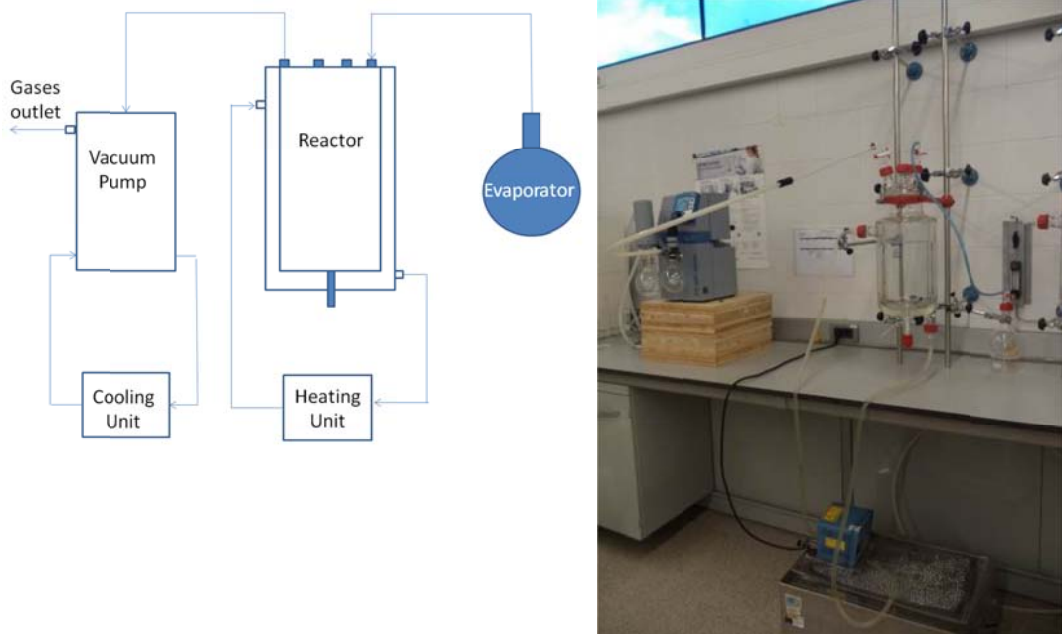 Gases
outlet
Vacuum
Pump
Reactor
Evaporator
Cooling
Unit
Heating
Unit